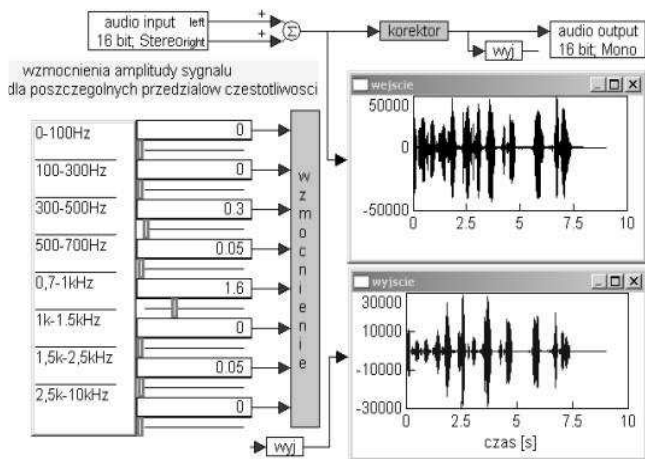 audio input left
16 bit; Stereo right
+
+
Σ
korektor
wyj
audio output
16 bit; Mono
wzmocnienia amplitudy sygnalu
dla poszczegolnych przedzialow czestotliwosci
0-100Hz 0
100-300Hz 0
300-500Hz 0.3
500-700Hz 0.05
0,7-1kHz 1.6
1k-1.5kHz 0
1,5k-2,5kHz 0.05
2,5k-10kHz 0
wzmocnienie
wyj
wejscie
50000
0
-50000
0 2.5 5 7.5 10
wyjscie
30000
10000
-10000
-30000
0 2.5 5 7.5 10
czas [s]